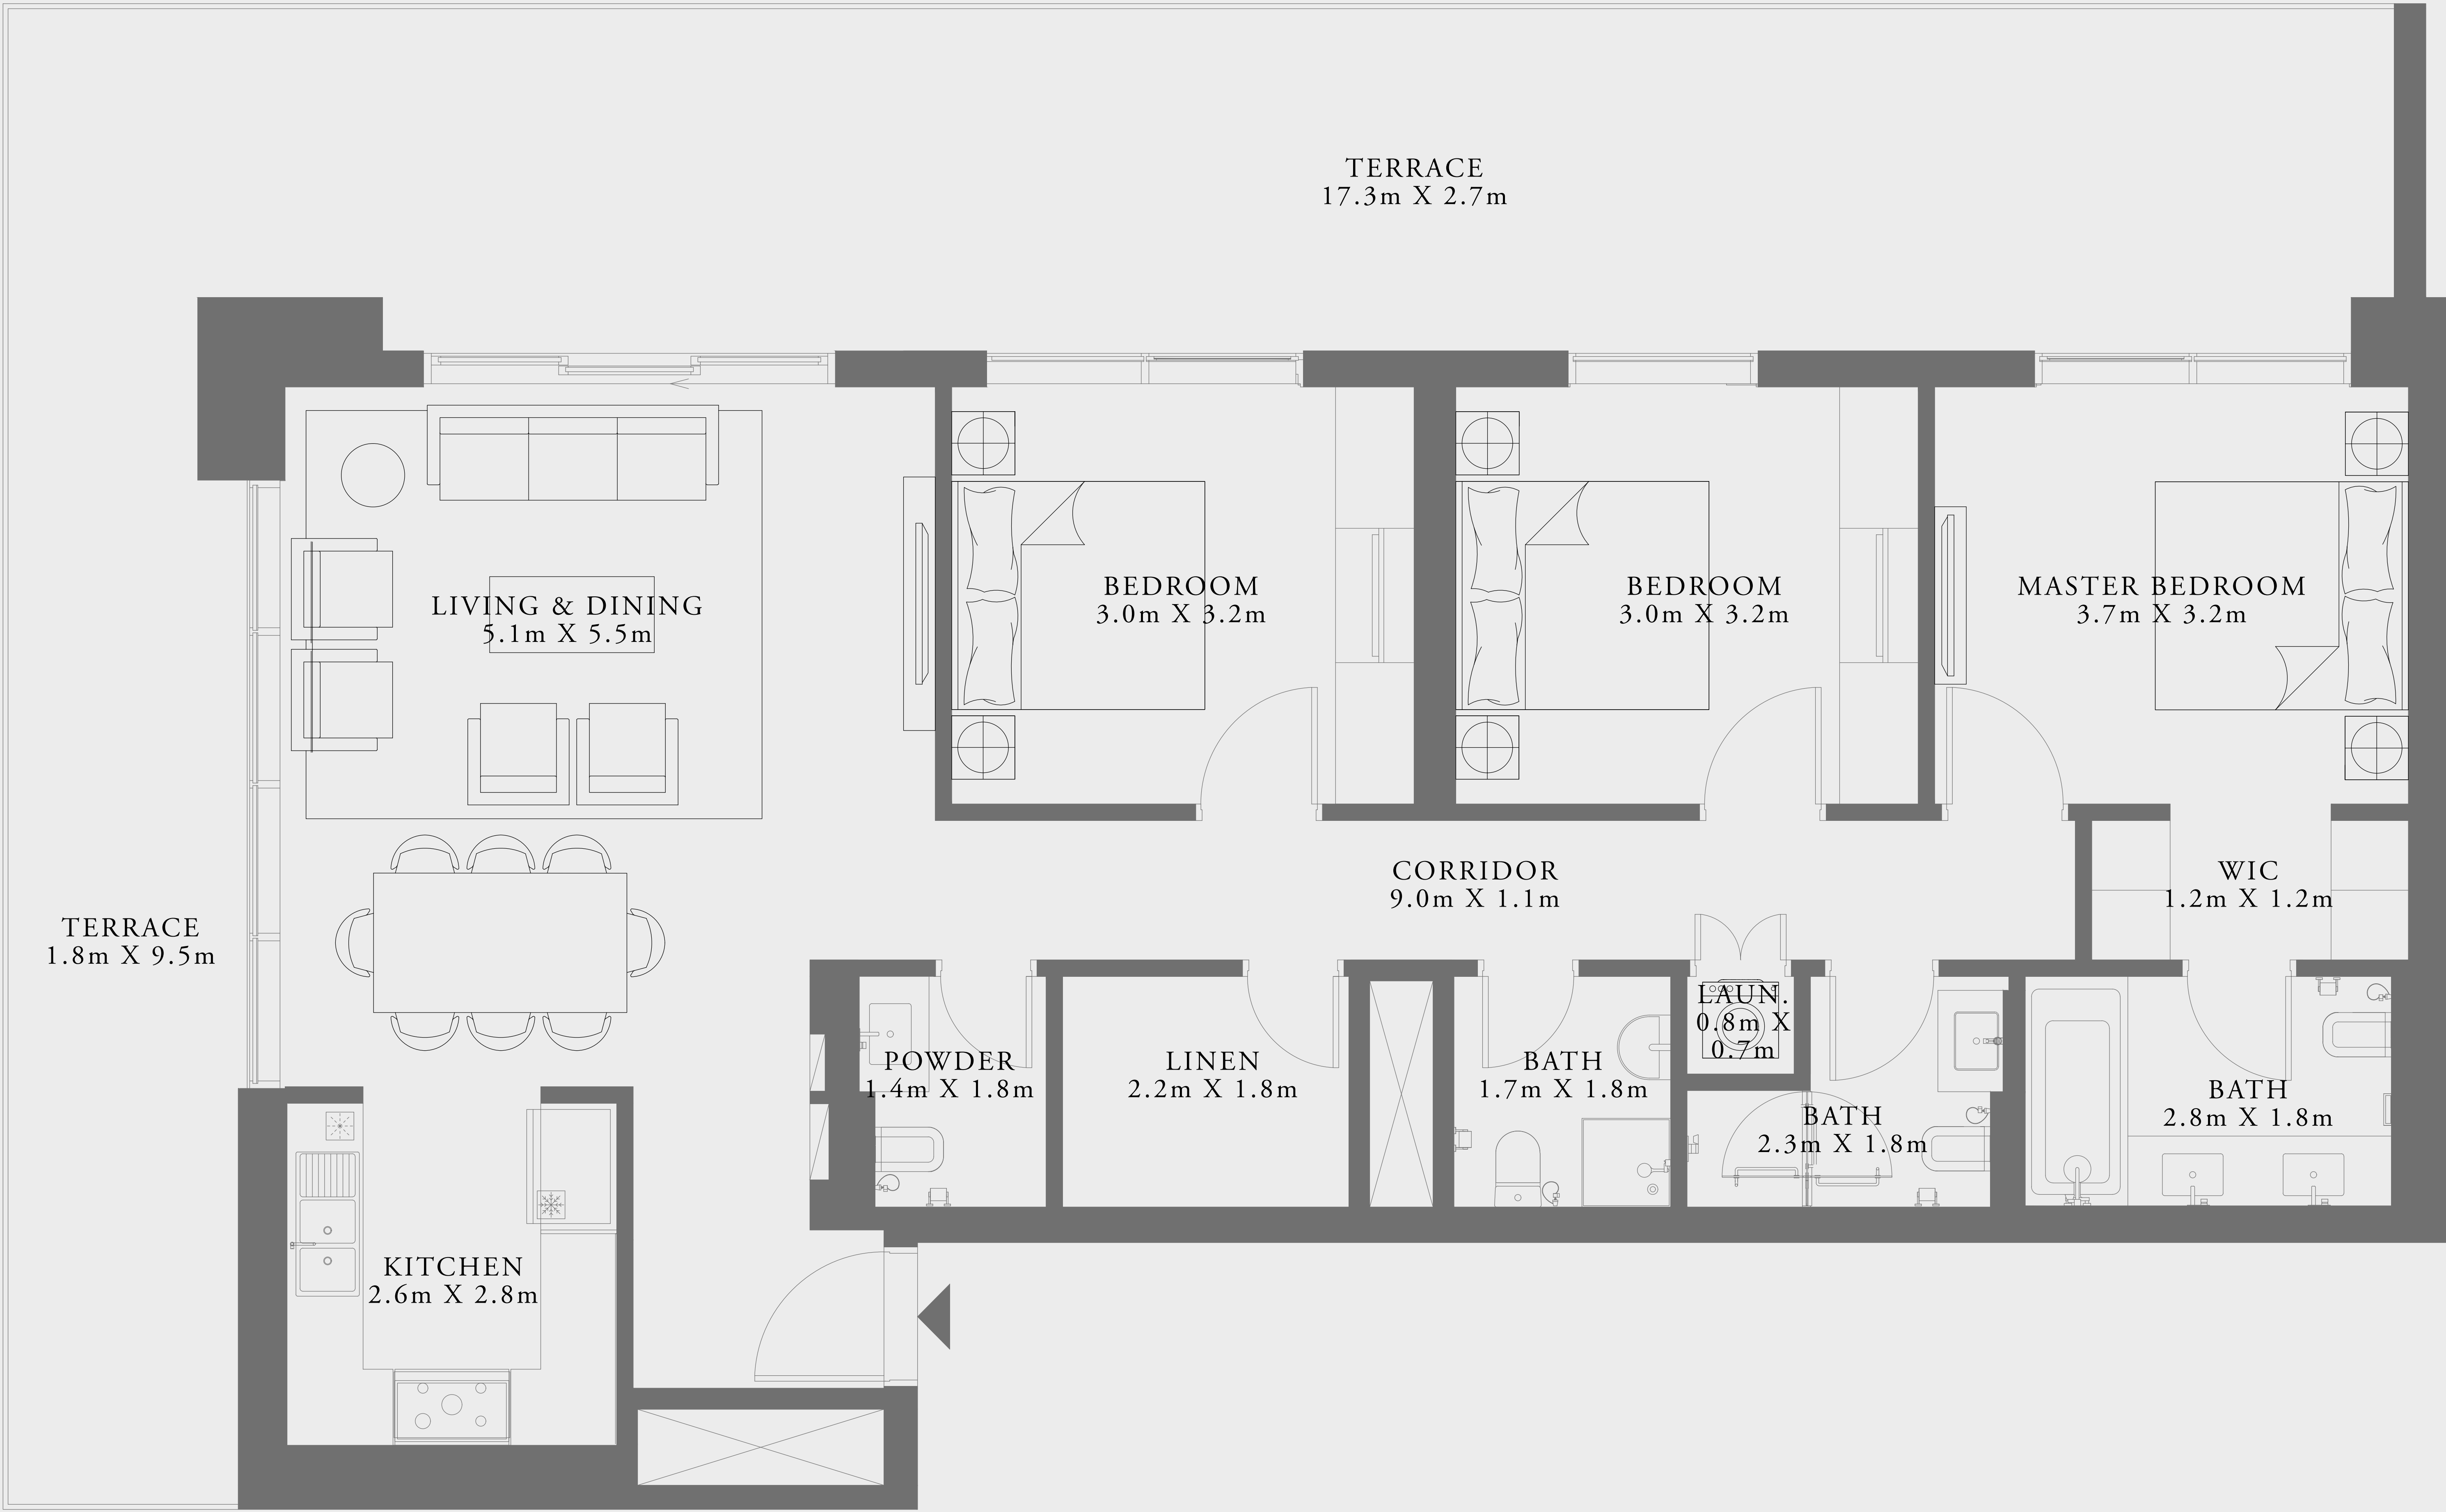 TERRACE
17.3m X 2.7m
LIVING & DINING
5.1m X 5.5m
BEDROOM
3.0m X 3.2m
BEDROOM
3.0m X 3.2m
MASTER BEDROOM
3.7m X 3.2m
CORRIDOR
9.0m X 1.1m
WIC
1.2m X 1.2m
TERRACE
1.8m X 9.5m
POWDER
1.4m X 1.8m
LINEN
2.2m X 1.8m
BATH
1.7m X 1.8m
LAUN.
0.8m X
0.7m
BATH
2.3m X 1.8m
BATH
2.8m X 1.8m
KITCHEN
2.6m X 2.8m